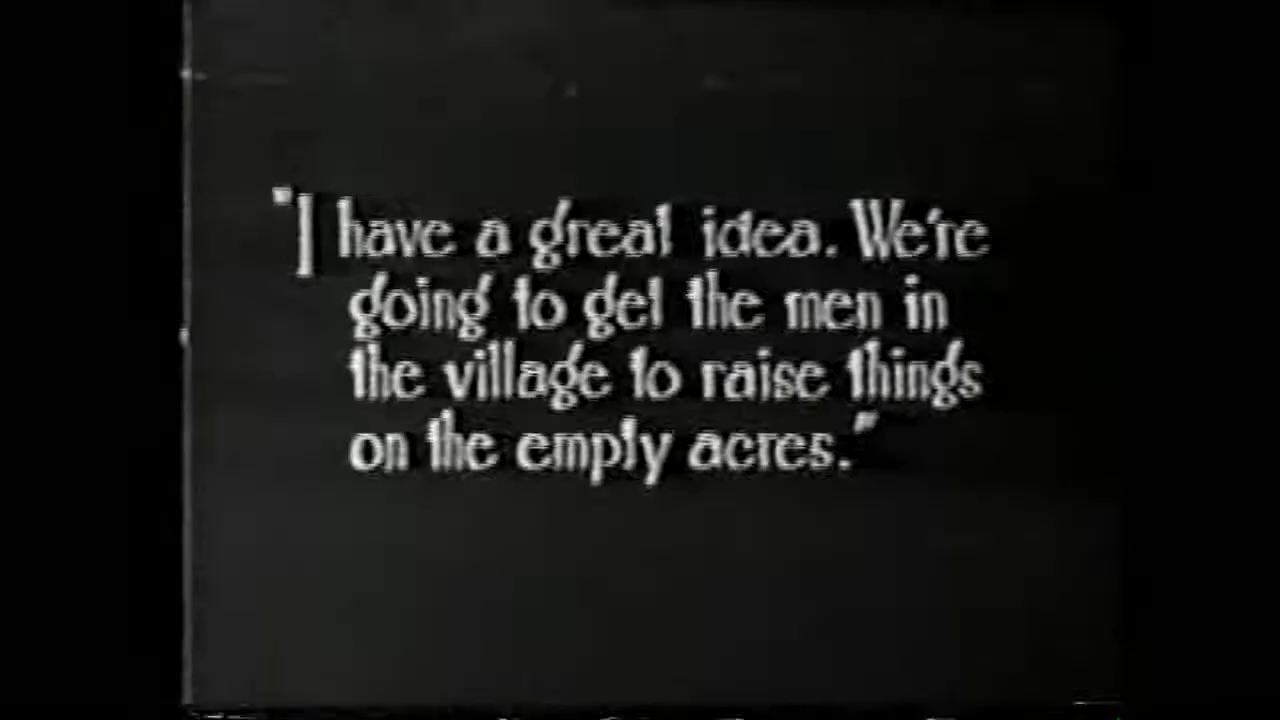 "I have a great idea. We're
going to get the men in
the village to raise things
on the empty acres."